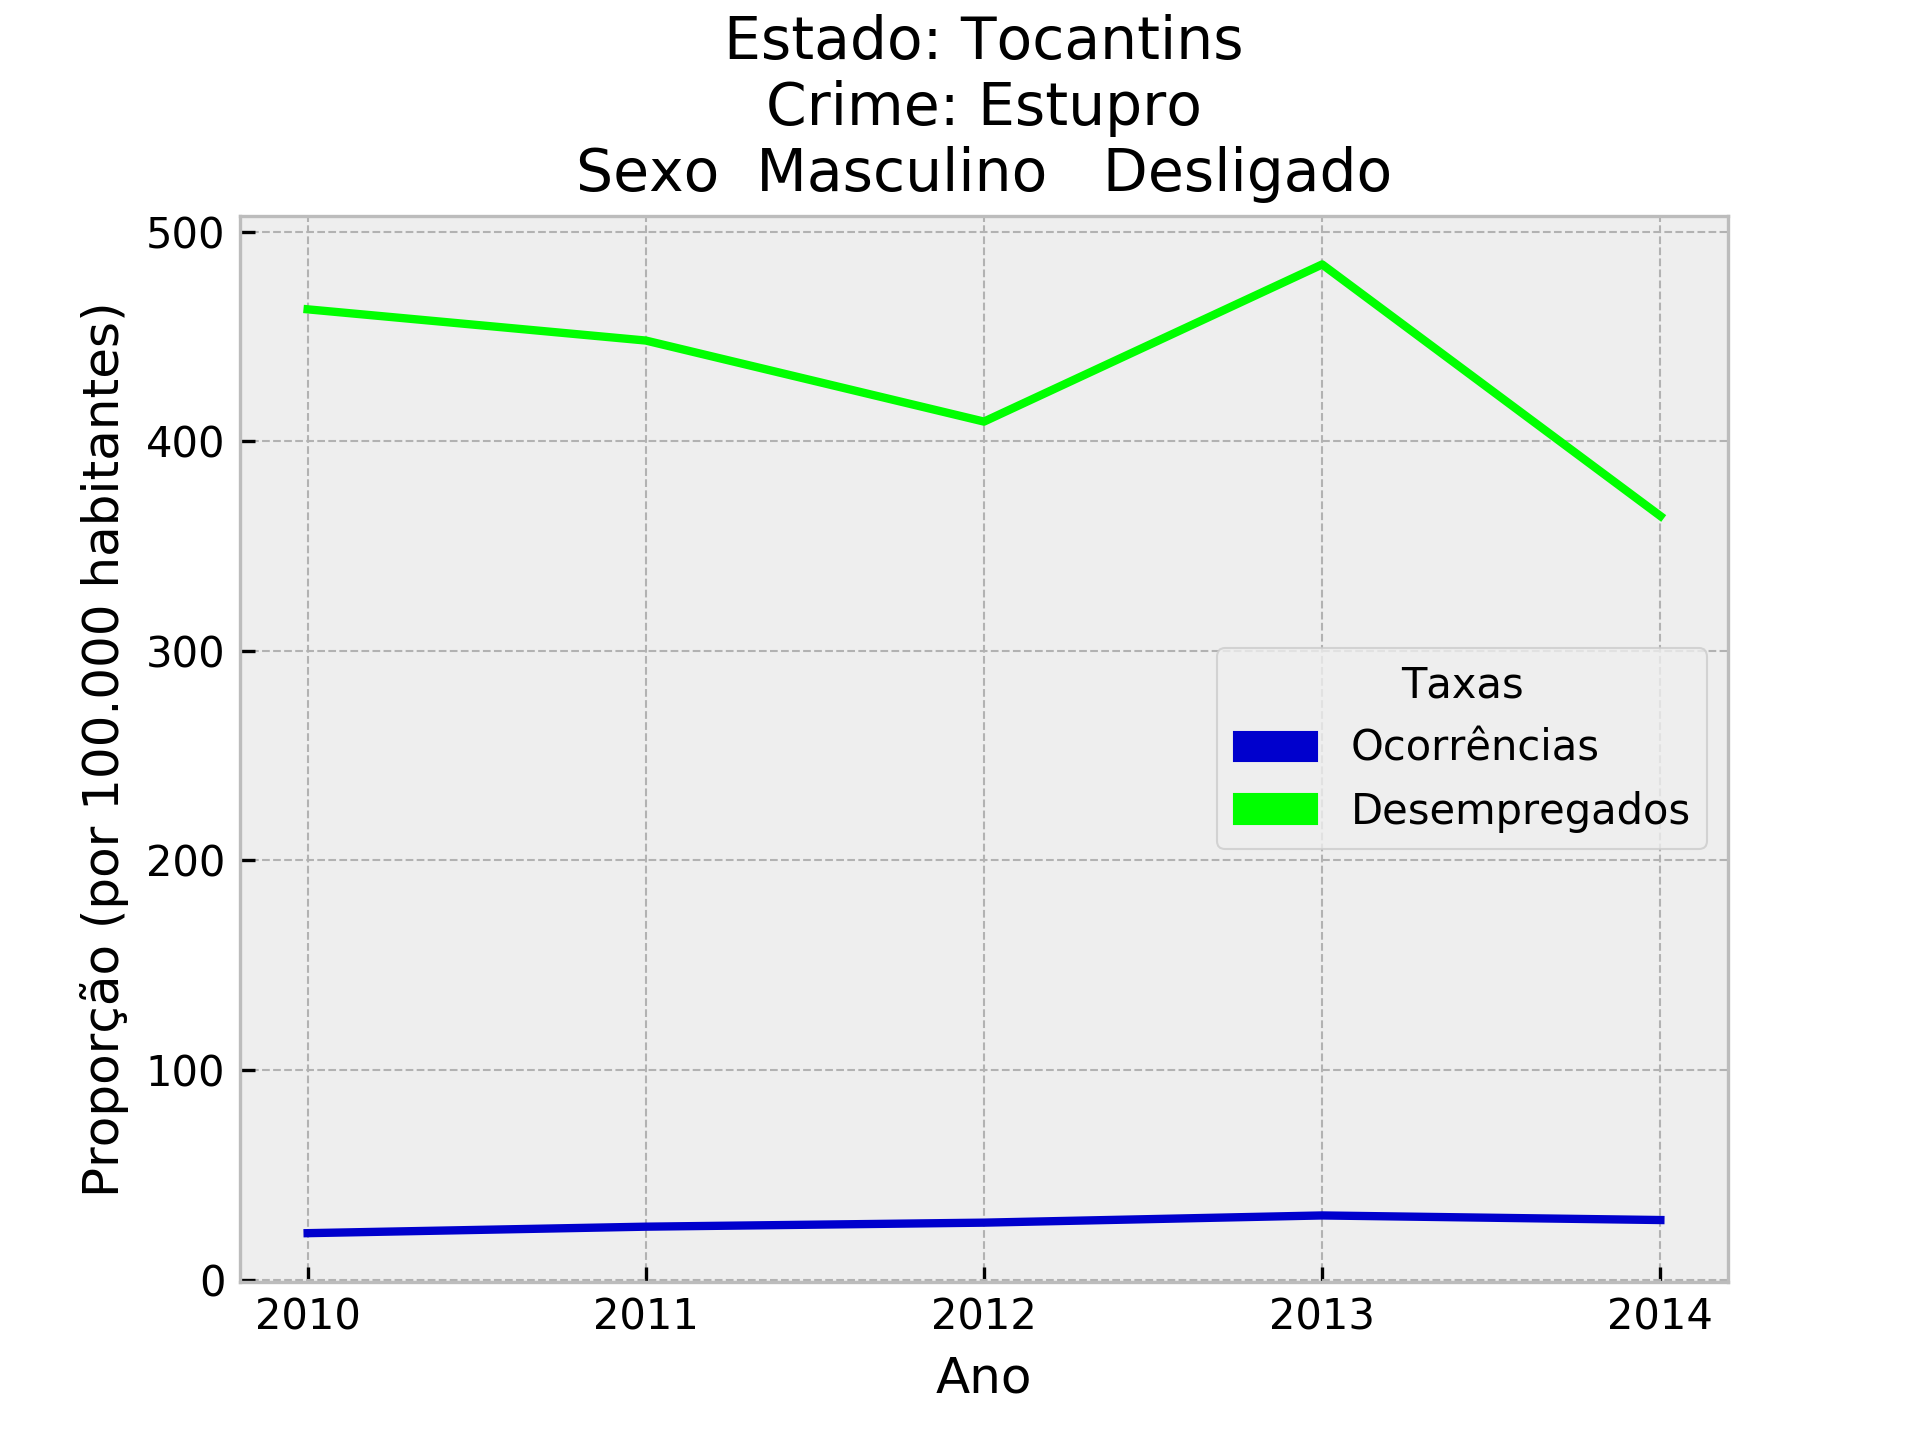 Estado: Tocantins
Crime: Estupro
Sexo Masculino Desligado
Proporção (por 100.000 habitantes)
500
400
300
200
100
0
Taxas
Ocorrências
Desempregados
2010 2011 2012 2013 2014
Ano